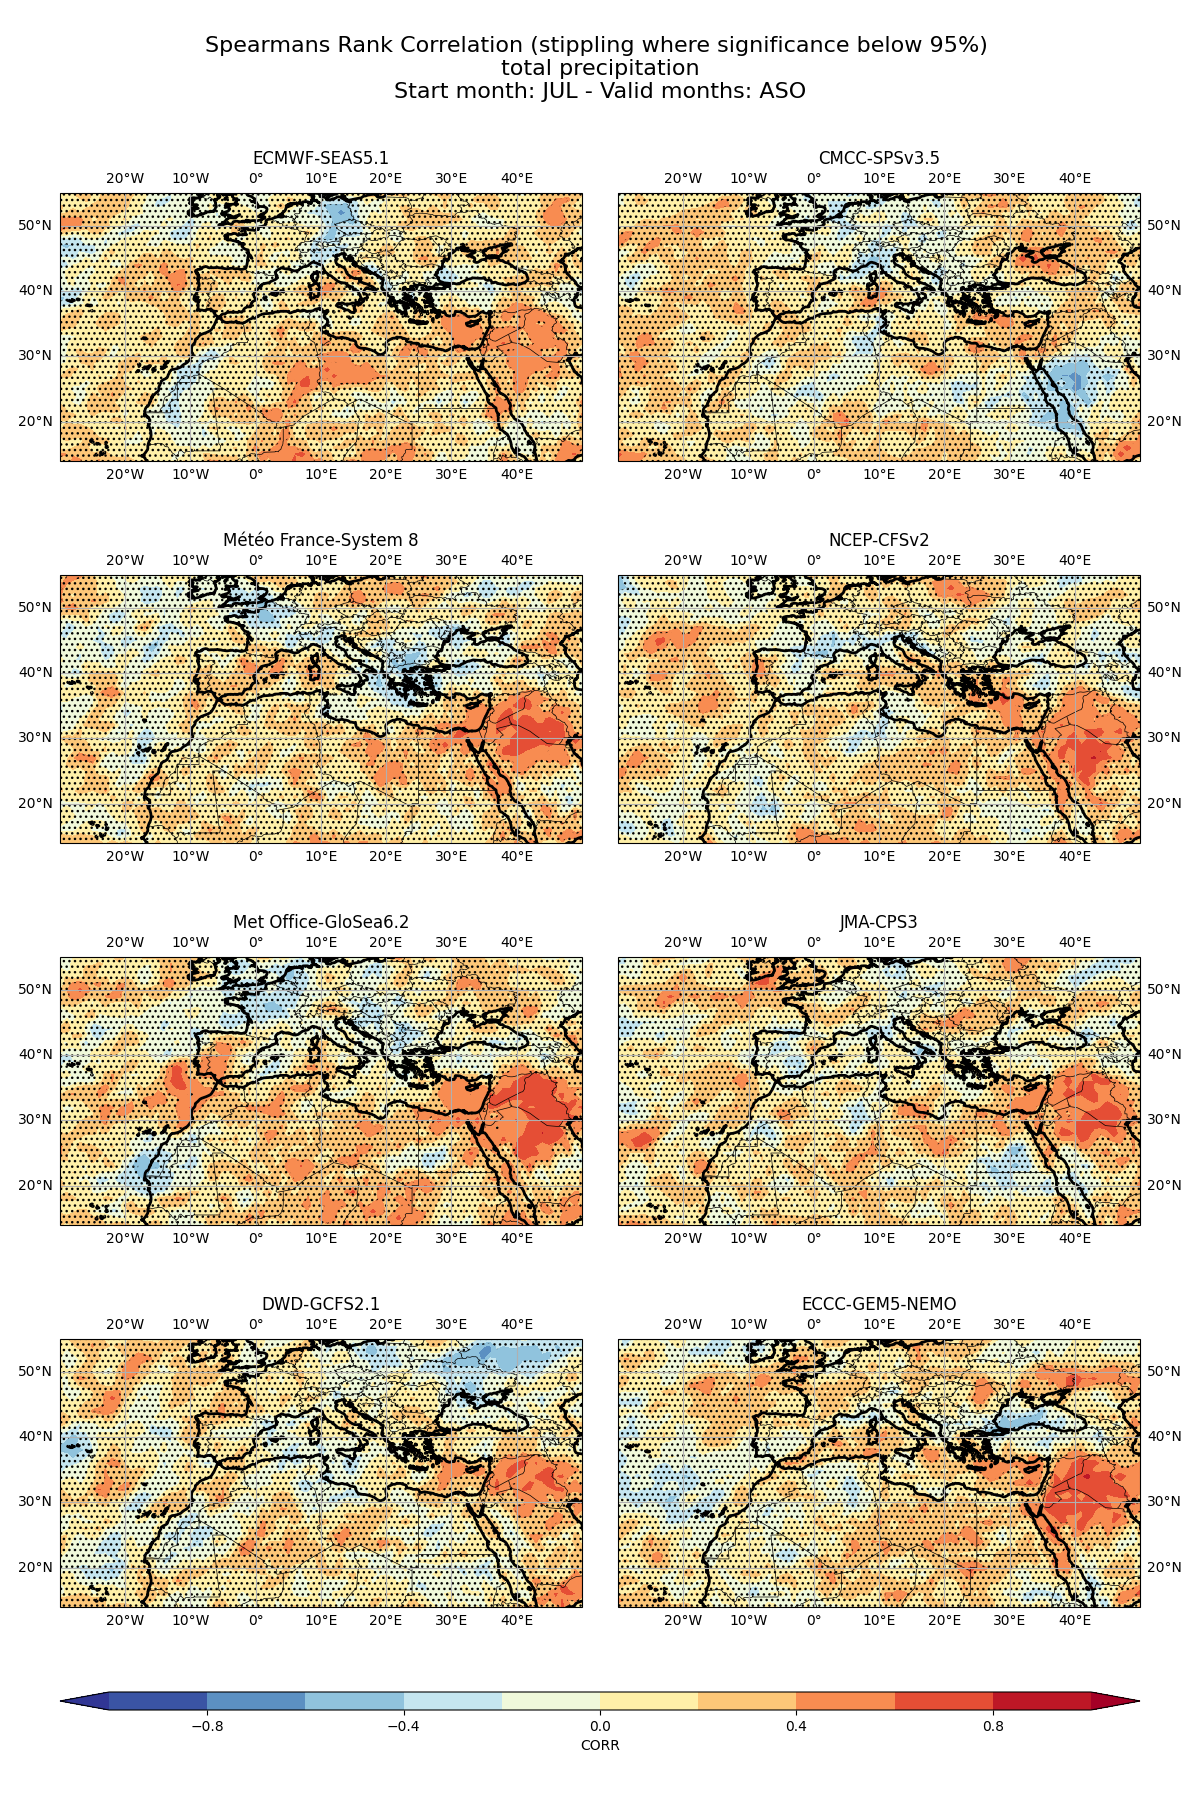 Spearmans Rank Correlation (stippling where significance below 95%)
total precipitation
Start month: JUL - Valid months: ASO
ECMWF-SEAS5.1
20°W 10°W 0° 10°E 20°E 30°E 40°E
50°N
40°N
30°N
20°N
20°W 10°W 0° 10°E 20°E 30°E 40°E
CMCC-SPSv3.5
20°W 10°W 0° 10°E 20°E 30°E 40°E
50°N
40°N
30°N
20°N
20°W 10°W 0° 10°E 20°E 30°E 40°E
Météo France-System 8
20°W 10°W 0° 10°E 20°E 30°E 40°E
50°N
40°N
30°N
20°N
20°W 10°W 0° 10°E 20°E 30°E 40°E
NCEP-CFSv2
20°W 10°W 0° 10°E 20°E 30°E 40°E
50°N
40°N
30°N
20°N
20°W 10°W 0° 10°E 20°E 30°E 40°E
Met Office-GloSea6.2
20°W 10°W 0° 10°E 20°E 30°E 40°E
50°N
40°N
30°N
20°N
20°W 10°W 0° 10°E 20°E 30°E 40°E
JMA-CPS3
20°W 10°W 0° 10°E 20°E 30°E 40°E
50°N
40°N
30°N
20°N
20°W 10°W 0° 10°E 20°E 30°E 40°E
DWD-GCFS2.1
20°W 10°W 0° 10°E 20°E 30°E 40°E
50°N
40°N
30°N
20°N
20°W 10°W 0° 10°E 20°E 30°E 40°E
ECCC-GEM5-NEMO
20°W 10°W 0° 10°E 20°E 30°E 40°E
50°N
40°N
30°N
20°N
20°W 10°W 0° 10°E 20°E 30°E 40°E
−0.8 −0.4 0.0 0.4 0.8
CORR